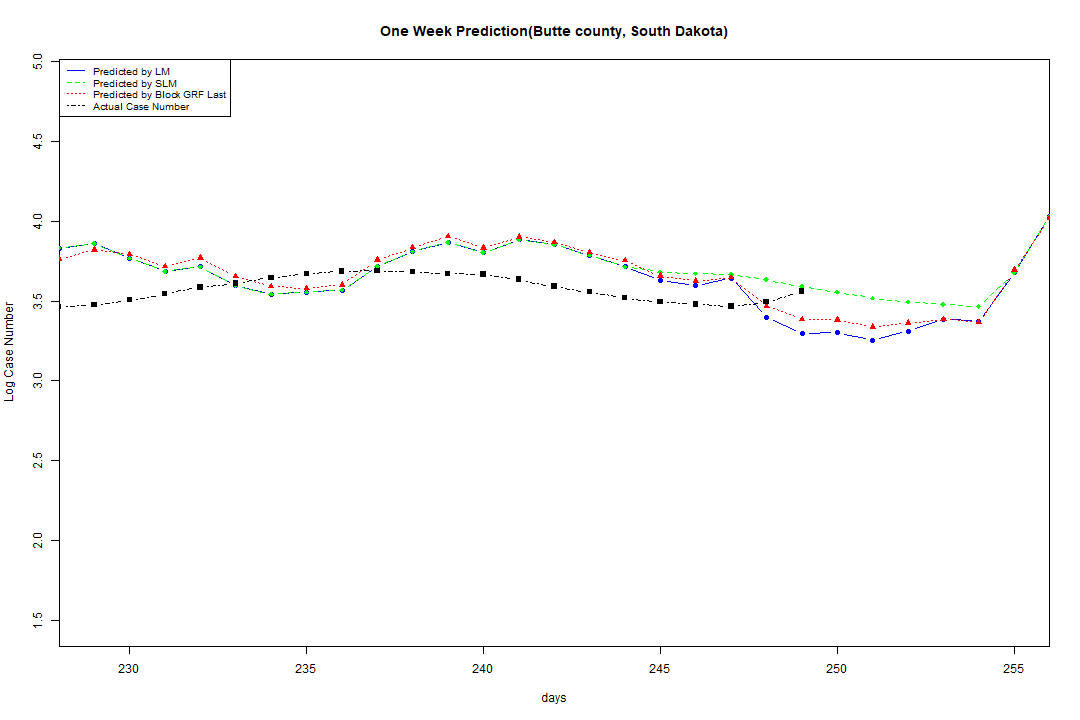 One Week Prediction(Butte county, South Dakota)
Predicted by LM
Predicted by SLM
Predicted by Block GRF Last
Actual Case Number
Log Case Number
5.0
4.5
4.0
3.5
3.0
2.5
2.0
1.5
230 235 240 245 250 255
days